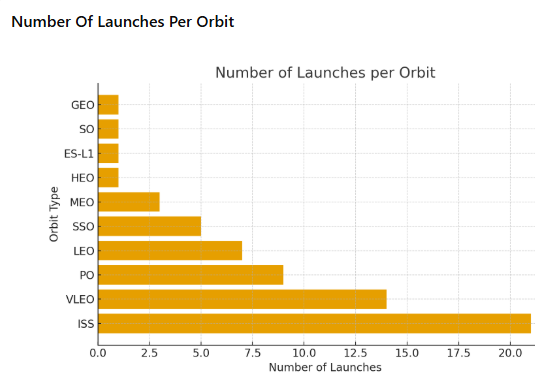 Number Of Launches Per Orbit
Number of Launches per Orbit
GEO
SO
ES-L1
HEO
MEO
SSO
LEO
PO
VLEO
ISS
Orbit Type
0.0 2.5 5.0 7.5 10.0 12.5 15.0 17.5 20.0
Number of Launches